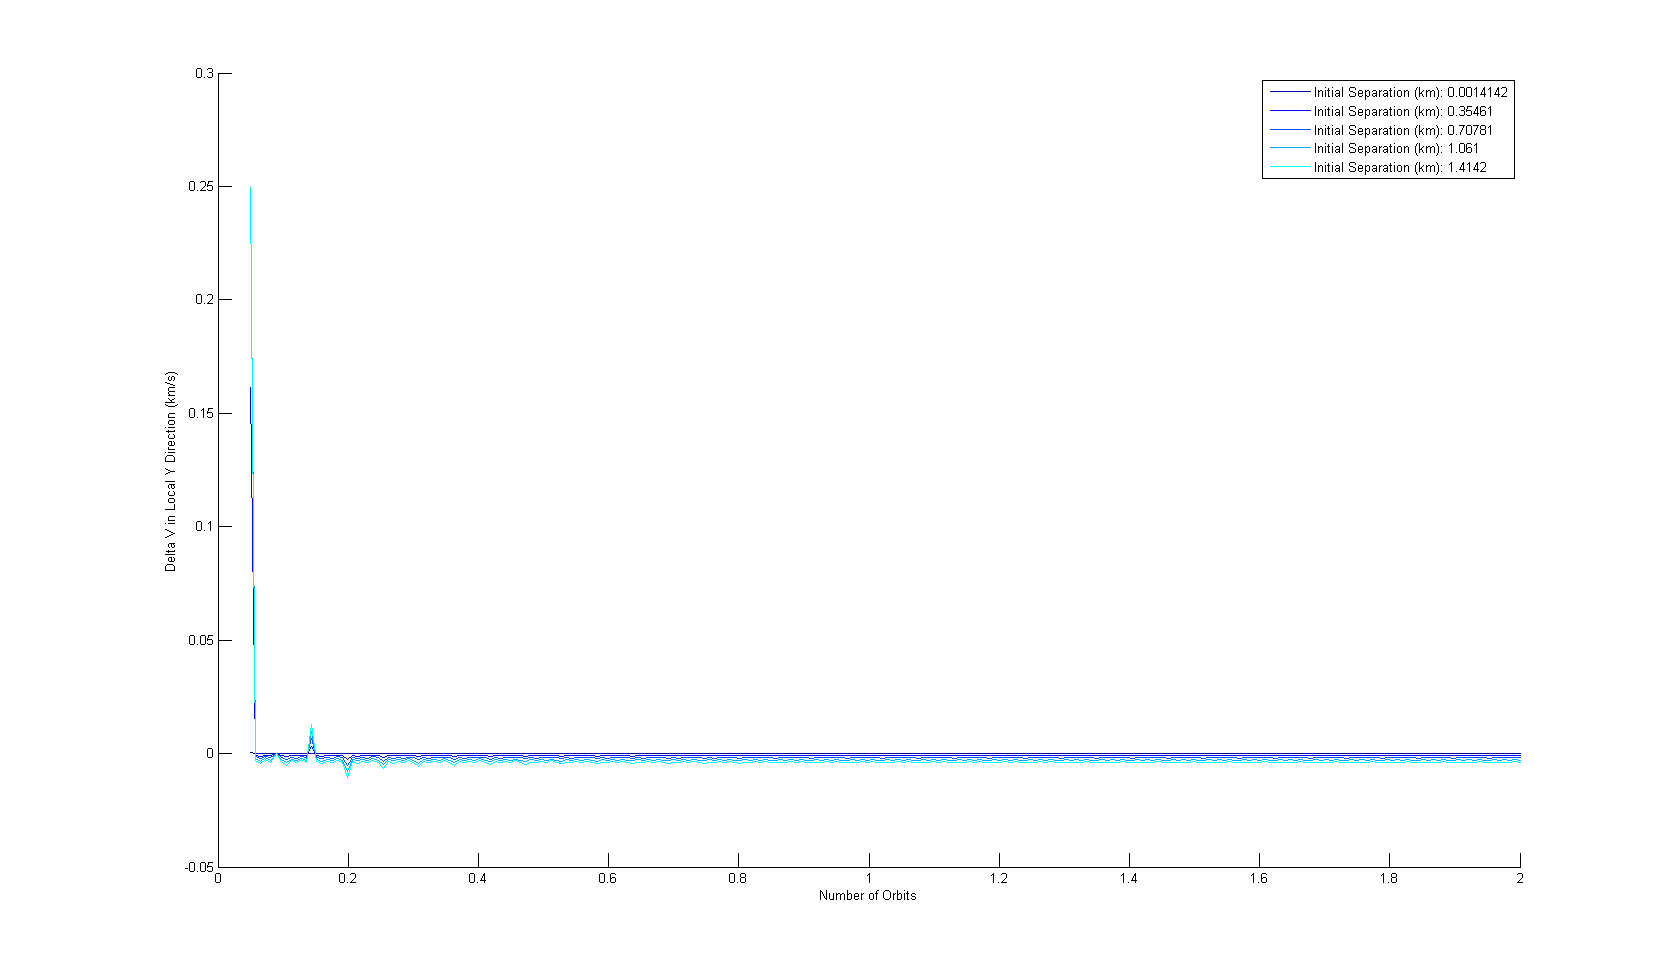 0.3
0.25
0.2
0.15
0.1
0.05
0
-0.05
Delta V in Local Y Direction (km/s)
Initial Separation (km): 0.0014142
Initial Separation (km): 0.35461
Initial Separation (km): 0.70781
Initial Separation (km): 1.061
Initial Separation (km): 1.4142
0 0.2 0.4 0.6 0.8 1 1.2 1.4 1.6 1.8 2
Number of Orbits